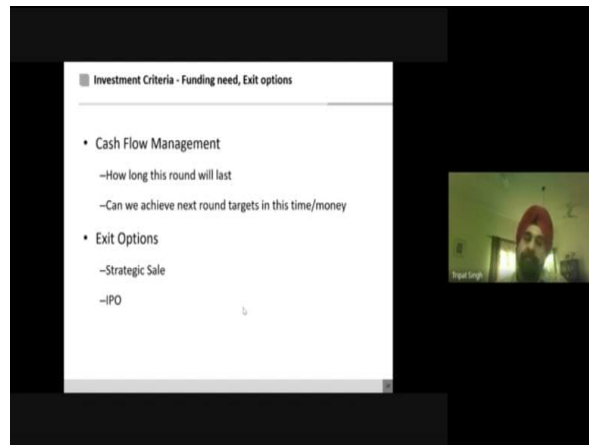 Investment Criteria - Funding need, Exit options
• Cash Flow Management
–How long this round will last
–Can we achieve next round targets in this time/money
• Exit Options
–Strategic Sale
–IPO
Tripat Singh